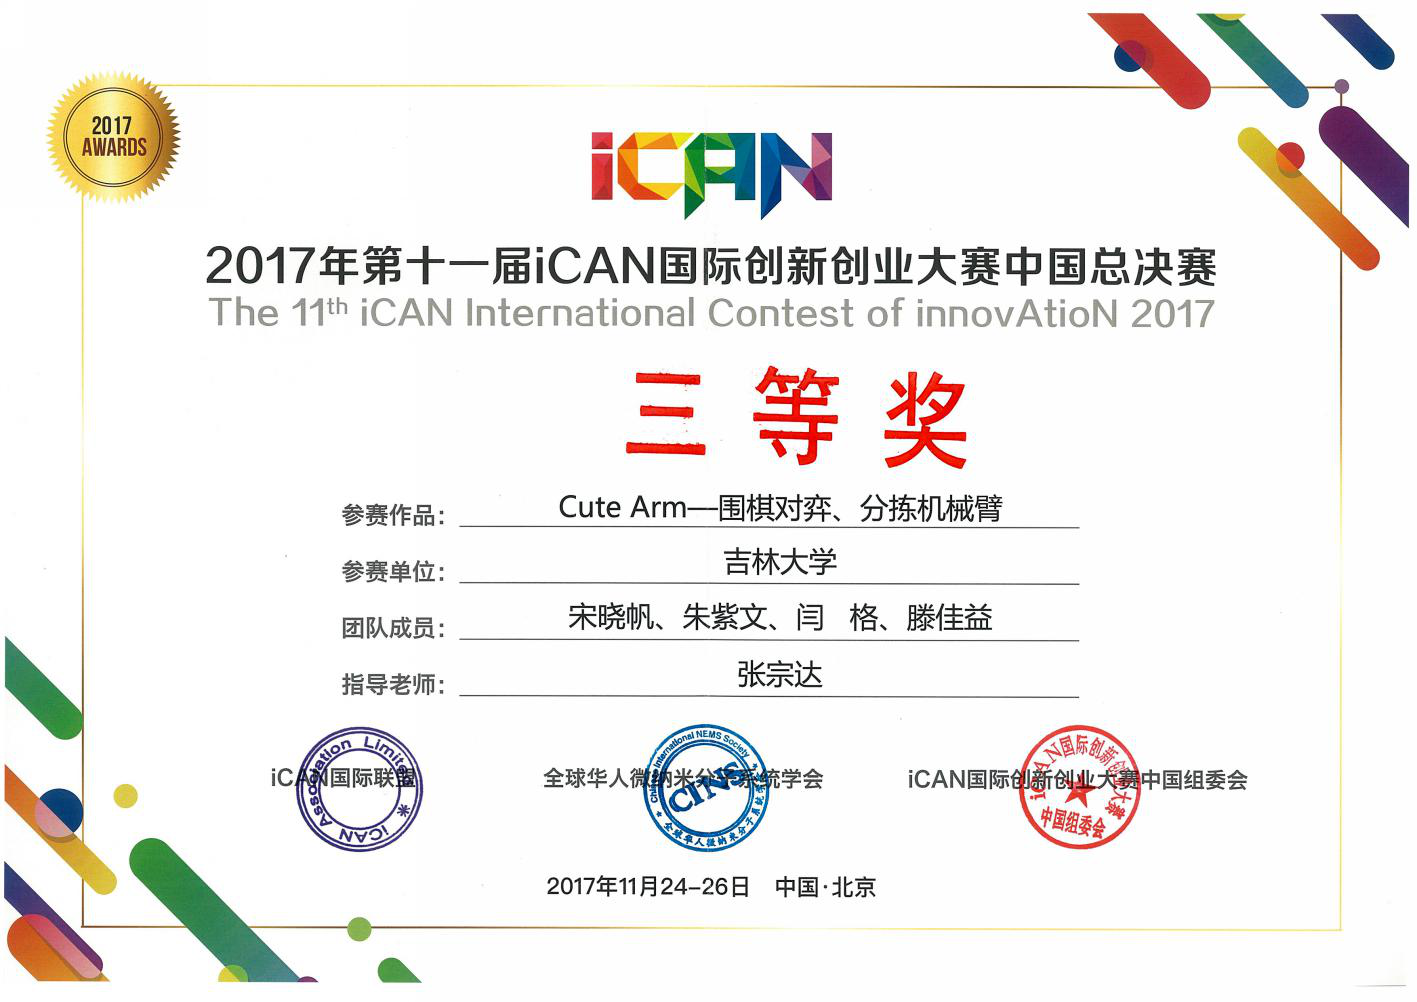 2017
AWARDS
iCAN
2017年第十一届iCAN国际创新创业大赛中国总决赛
The 11th iCAN International Contest of innovAtioN 2017
三等奖
参赛作品： Cute Arm—围棋对弈、分拣机械臂
参赛单位： 吉林大学
团队成员： 宋晓帆、朱紫文、闫 格、滕佳益
指导老师： 张宗达
iCAN国际联盟
iCAN Association Limited
全球华人微纳米分子系统学会
Chinese International NEMS Society
CINS
全球华人微纳米分子系统学会
iCAN国际创新创业大赛中国组委会
iCAN国际创新创业大赛
中国组委会
2017年11月24-26日 中国·北京